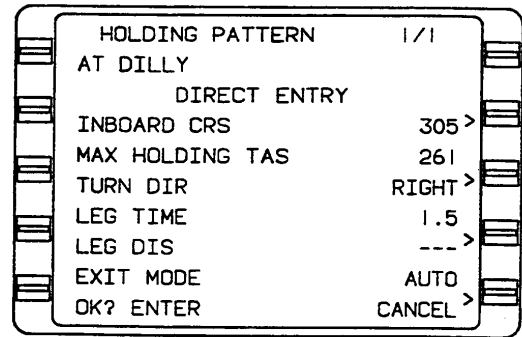 HOLDING PATTERN 1/1
AT DILLY
DIRECT ENTRY
INBOARD CRS 305>
MAX HOLDING TAS 261
TURN DIR RIGHT>
LEG TIME 1.5
LEG DIS --->
EXIT MODE AUTO
OK? ENTER CANCEL>